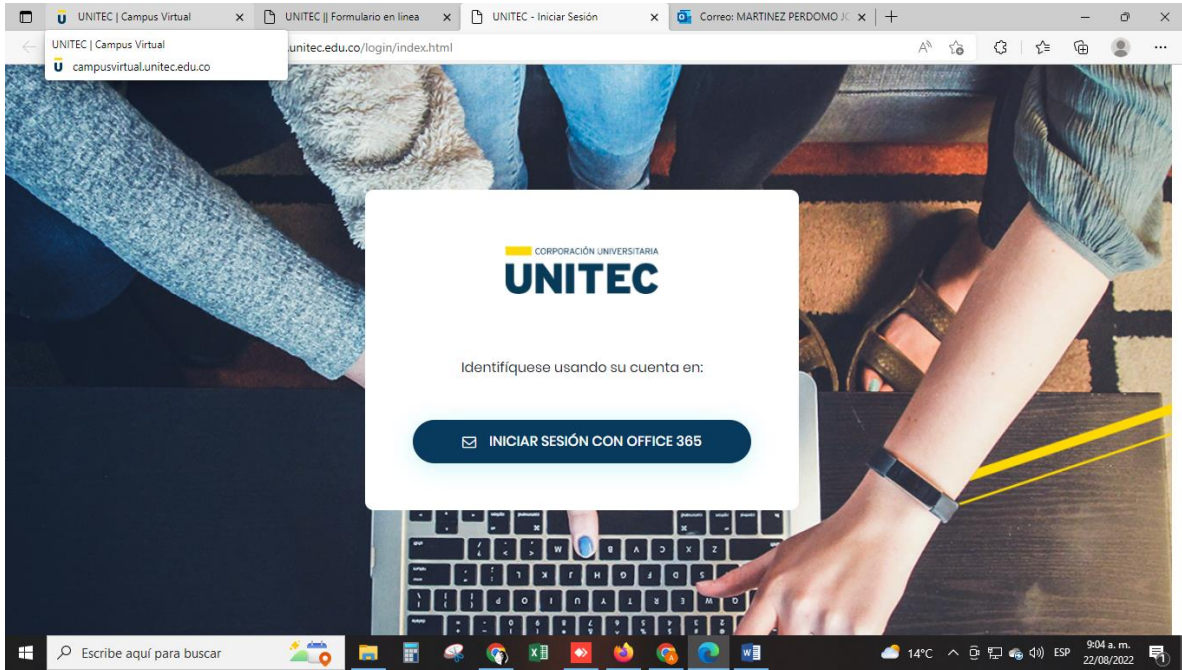 UNITEC | Campus Virtual
UNITEC || Formulario en linea
UNITEC - Iniciar Sesión
Correo: MARTINEZ PERDOMO JC
UNITEC | Campus Virtual
campusvirtual.unitec.edu.co
.unitec.edu.co/login/index.html
CORPORACIÓN UNIVERSITARIA
UNITEC
Identifíquese usando su cuenta en:
INICIAR SESIÓN CON OFFICE 365
Escribe aquí para buscar
14°C
ESP
9:04 a. m.
22/08/2022